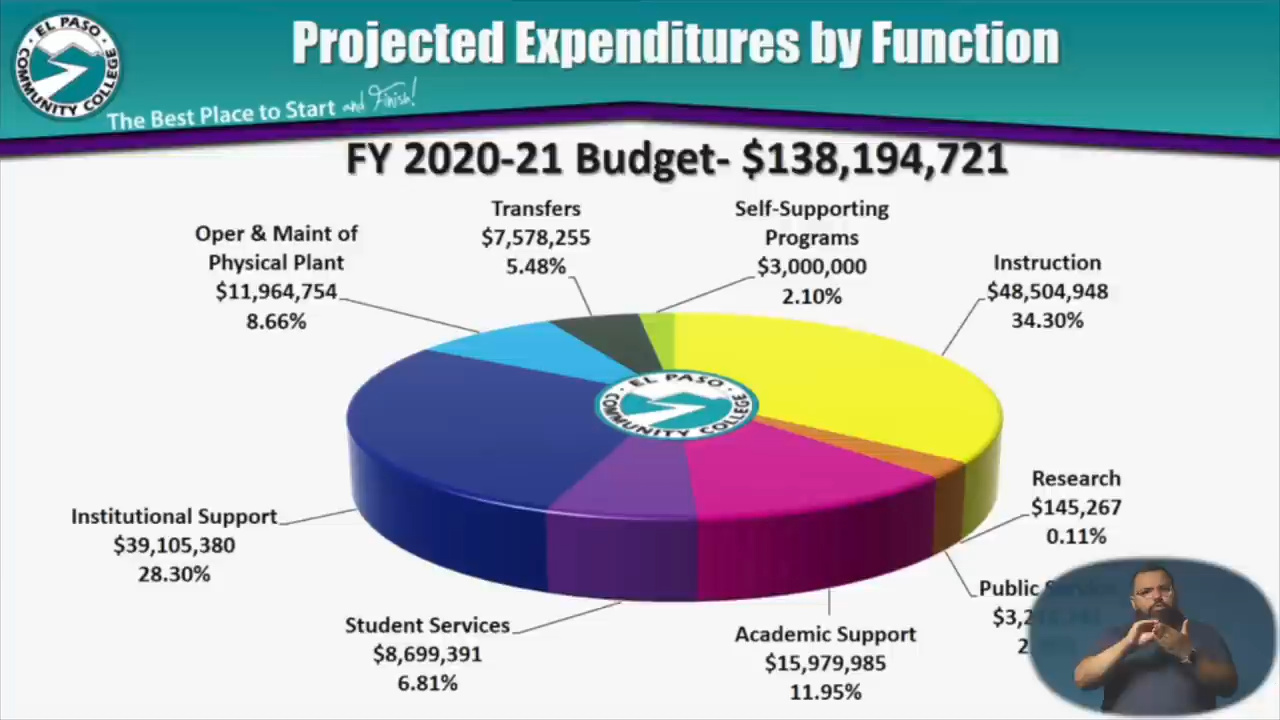 EL PASO
COMMUNITY COLLEGE
The Best Place to Start and Finish!
Projected Expenditures by Function
FY 2020-21 Budget- $138,194,721
Oper & Maint of
Physical Plant
$11,964,754
8.66%
Transfers
$7,578,255
5.48%
Self-Supporting
Programs
$3,000,000
2.10%
Instruction
$48,504,948
34.30%
EL PASO
COMMUNITY COLLEGE
Research
$145,267
0.11%
Institutional Support
$39,105,380
28.30%
Public
Student Services
$8,699,391
6.81%
Academic Support
$15,979,985
11.95%